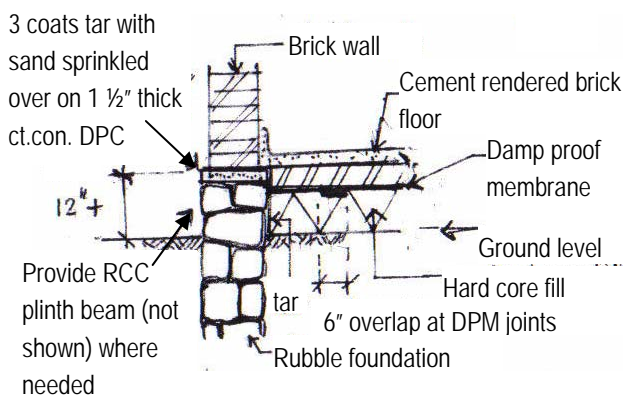 3 coats tar with
sand sprinkled
over on 1 ½" thick
ct.con. DPC
Brick wall
Cement rendered brick
floor
Damp proof
membrane
12"+
Ground level
Provide RCC
plinth beam (not
shown) where
needed
tar
Hard core fill
6" overlap at DPM joints
Rubble foundation